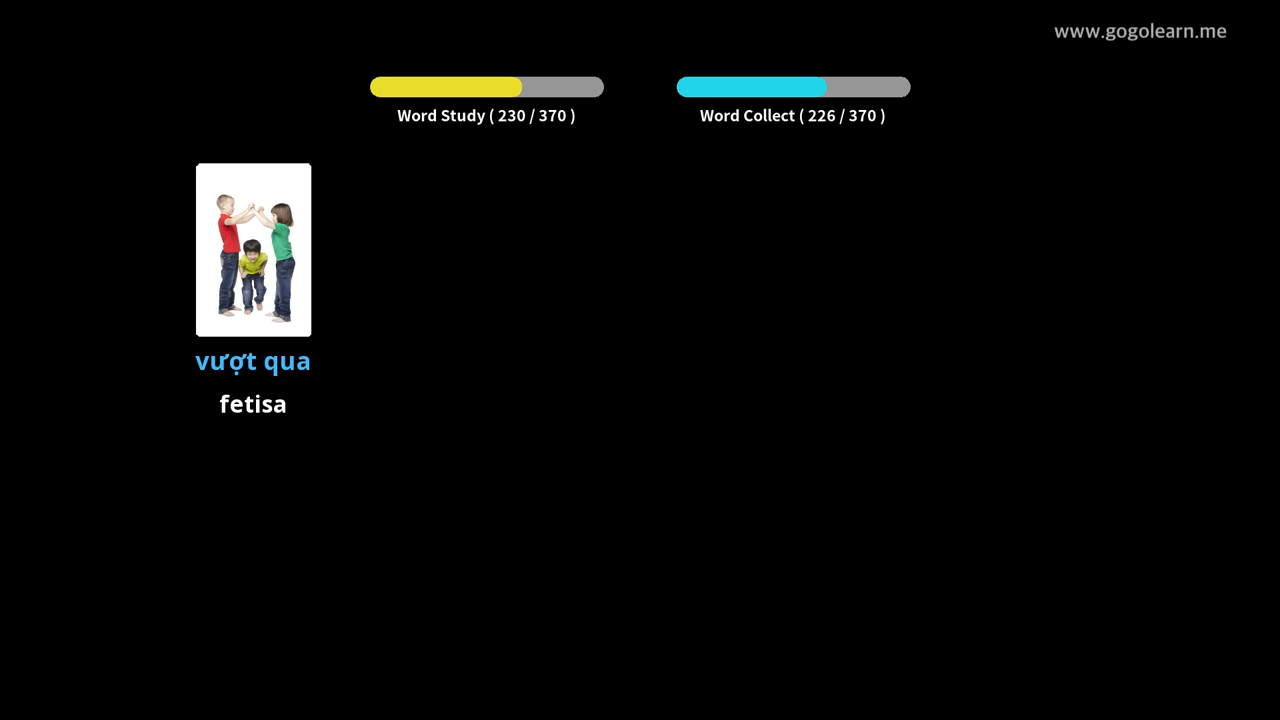 www.gogolearn.me
Word Study ( 230 / 370 )
Word Collect ( 226 / 370 )
vượt qua
fetisa